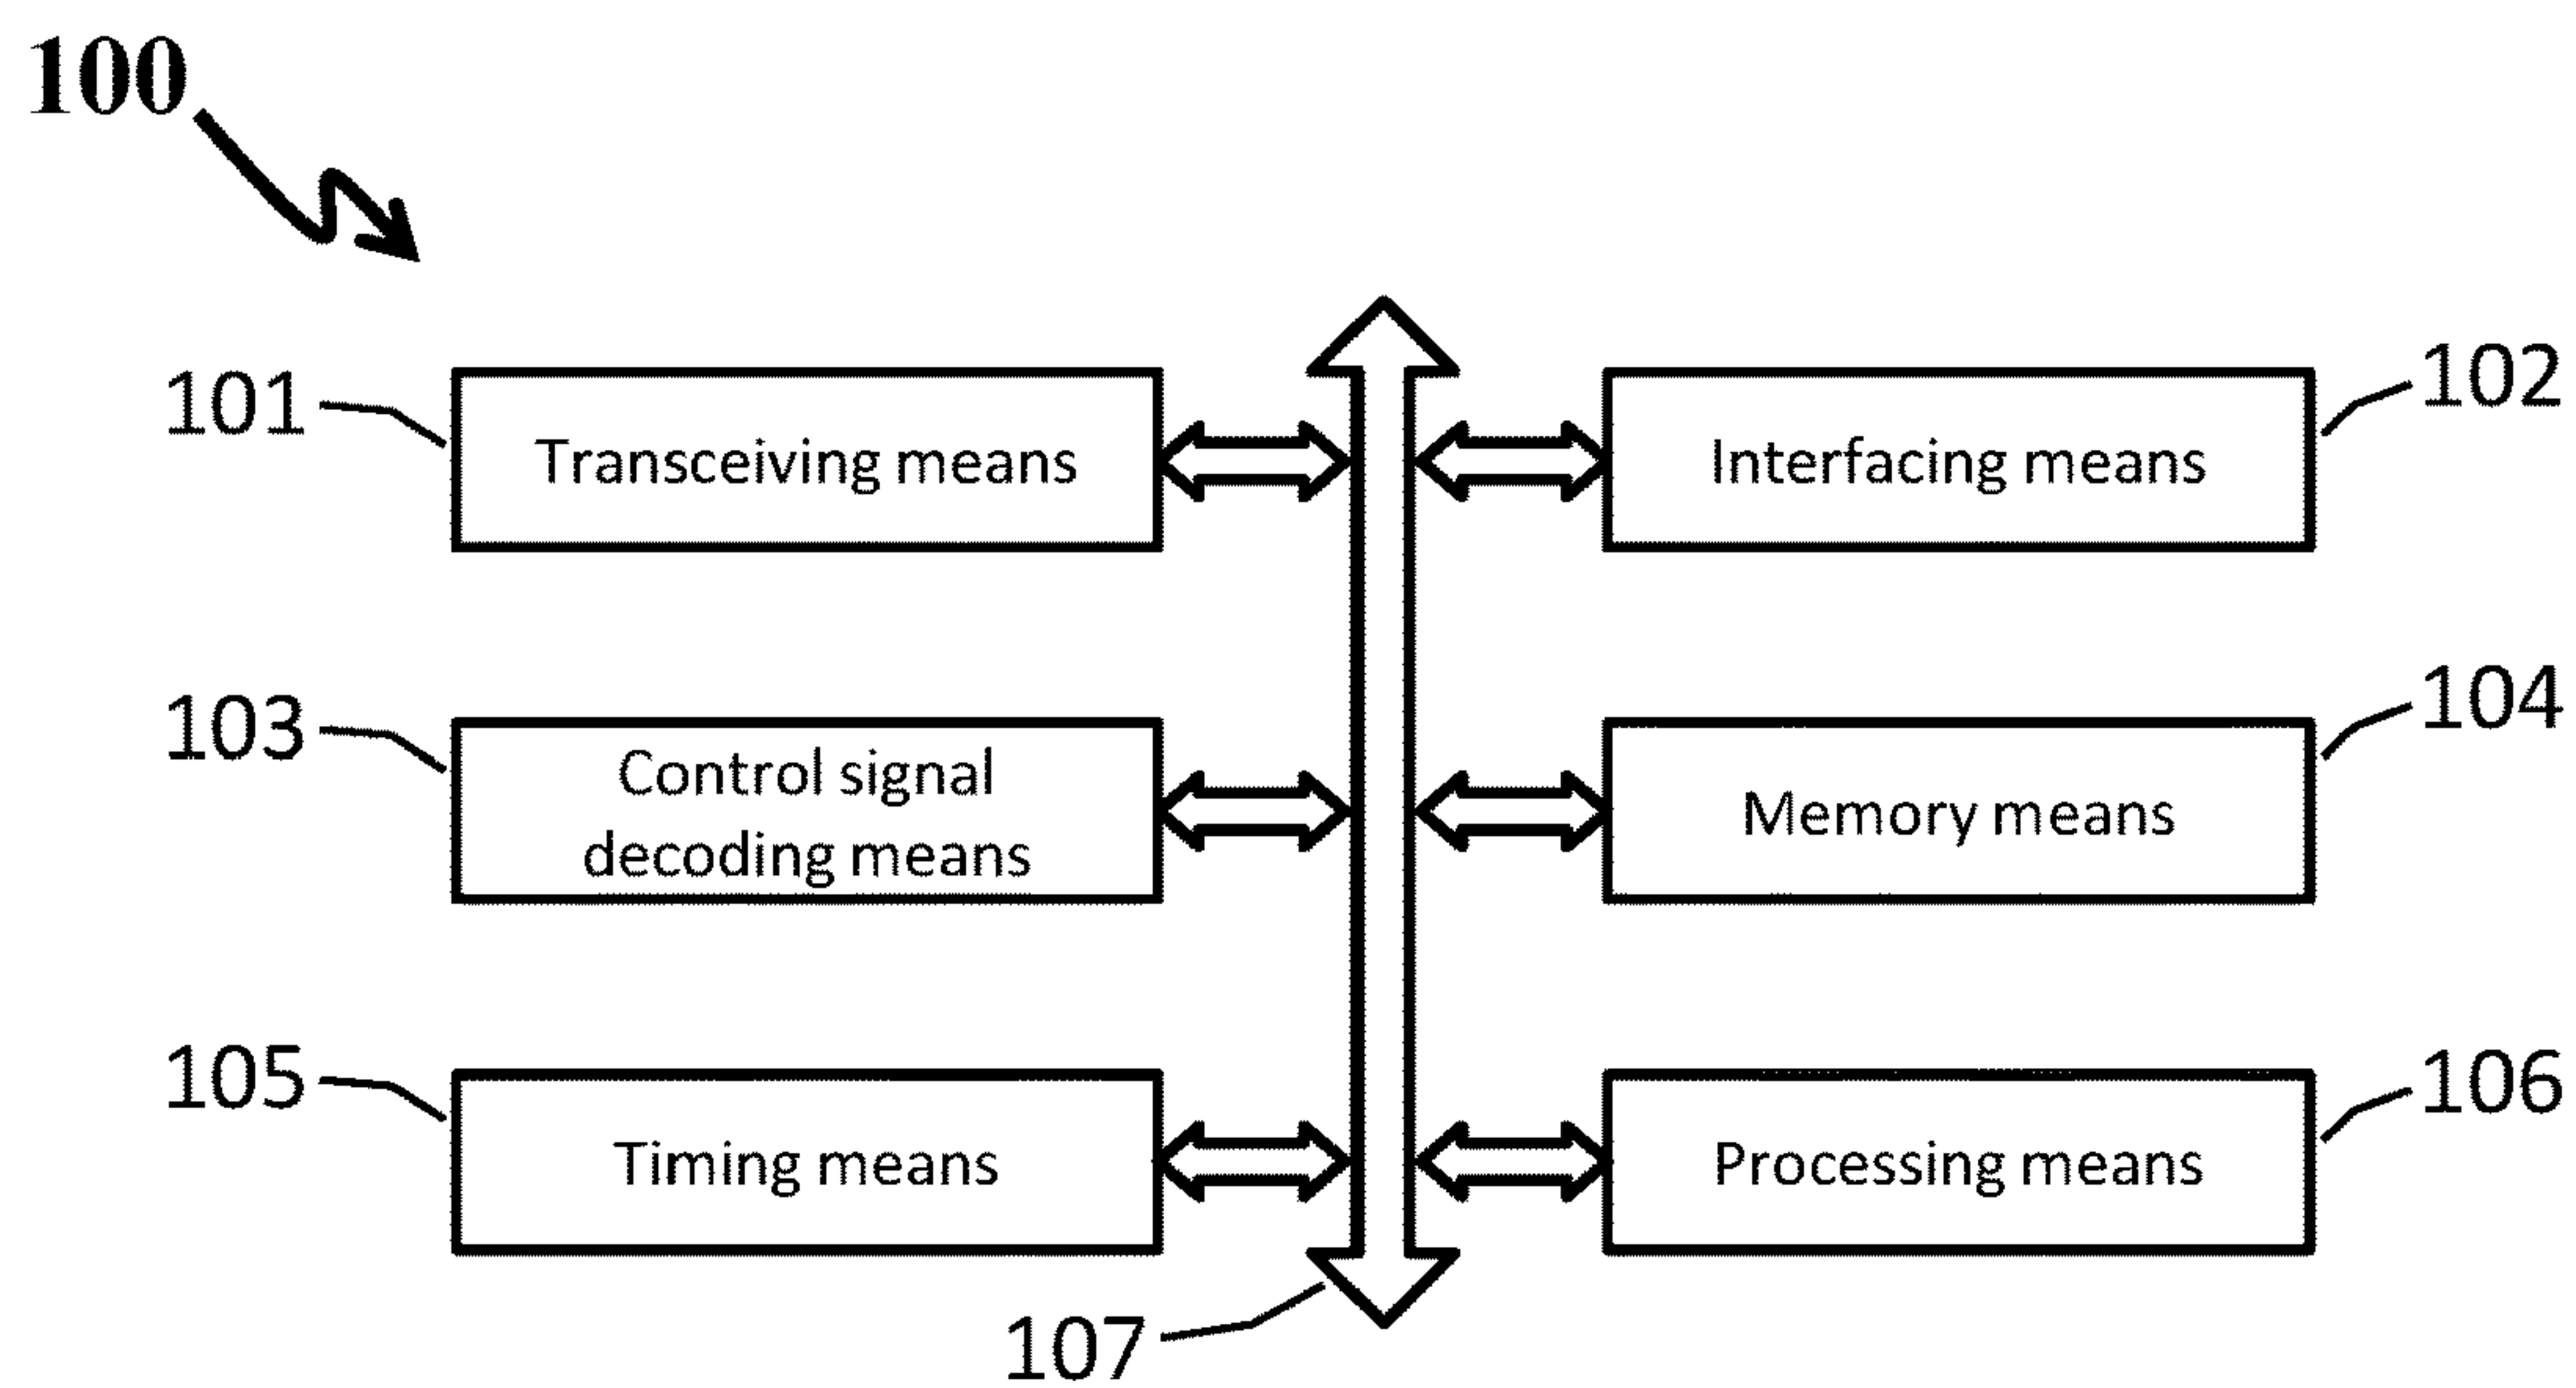 100
101
Transceiving means
Interfacing means
102
103
Control signal
decoding means
Memory means
104
105
Timing means
Processing means
106
107